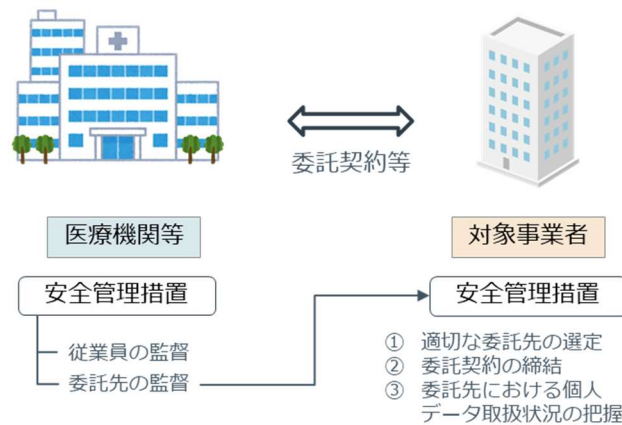 委託契約等
医療機関等
対象事業者
安全管理措置
安全管理措置
従業員の監督
委託先の監督
① 適切な委託先の選定
② 委託契約の締結
③ 委託先における個人
データ取扱状況の把握